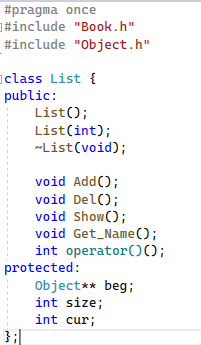 #pragma once
#include "Book.h"
#include "Object.h"
class List {
public:
List();
List(int);
~List(void);
void Add();
void Del();
void Show();
void Get_Name();
int operator()();
protected:
Object** beg;
int size;
int cur;
};